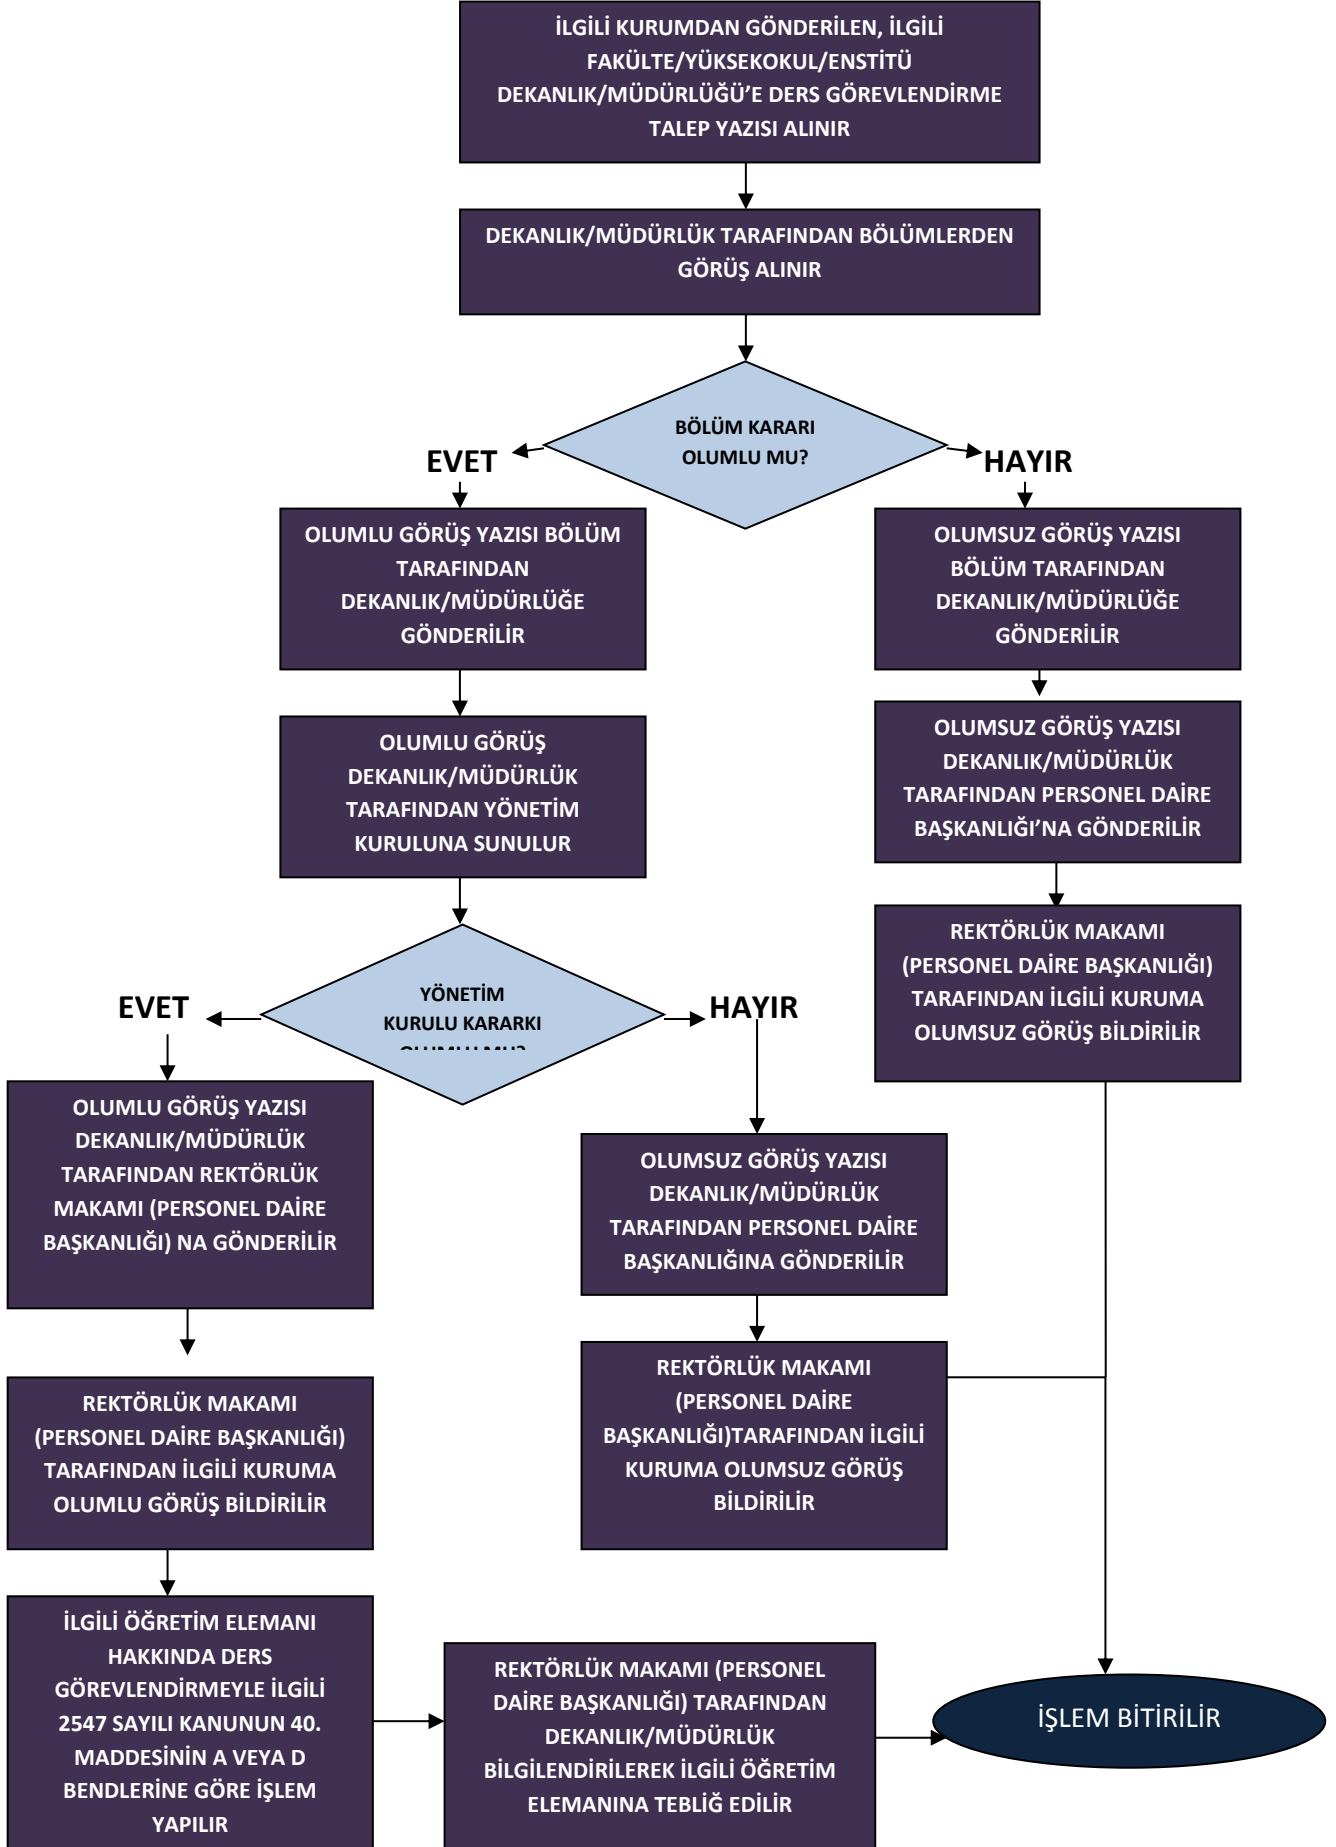 İLGİLİ KURUMDAN GÖNDERİLEN, İLGİLİ
FAKÜLTE/YÜKSEKOKUL/ENSTİTÜ
DEKANLIK/MÜDÜRLÜĞÜ’E DERS GÖREVLENDİRME
TALEP YAZISI ALINIR
DEKANLIK/MÜDÜRLÜK TARAFINDAN BÖLÜMLERDEN
GÖRÜŞ ALINIR
BÖLÜM KARARI
OLUMLU MU?
EVET
HAYIR
OLUMLU GÖRÜŞ YAZISI BÖLÜM
TARAFINDAN
DEKANLIK/MÜDÜRLÜĞE
GÖNDERİLİR
OLUMSUZ GÖRÜŞ YAZISI
BÖLÜM TARAFINDAN
DEKANLIK/MÜDÜRLÜĞE
GÖNDERİLİR
OLUMLU GÖRÜŞ
DEKANLIK/MÜDÜRLÜK
TARAFINDAN YÖNETİM
KURULUNA SUNULUR
OLUMSUZ GÖRÜŞ YAZISI
DEKANLIK/MÜDÜRLÜK
TARAFINDAN PERSONEL DAİRE
BAŞKANLIĞI’NA GÖNDERİLİR
REKTÖRLÜK MAKAMI
(PERSONEL DAİRE BAŞKANLIĞI)
TARAFINDAN İLGİLİ KURUMA
OLUMSUZ GÖRÜŞ BİLDİRİLİR
YÖNETİM
KURULU KARARKI
OLUMLU MU?
EVET
HAYIR
OLUMLU GÖRÜŞ YAZISI
DEKANLIK/MÜDÜRLÜK
TARAFINDAN REKTÖRLÜK
MAKAMI (PERSONEL DAİRE
BAŞKANLIĞI) NA GÖNDERİLİR
OLUMSUZ GÖRÜŞ YAZISI
DEKANLIK/MÜDÜRLÜK
TARAFINDAN PERSONEL DAİRE
BAŞKANLIĞINA GÖNDERİLİR
REKTÖRLÜK MAKAMI
(PERSONEL DAİRE BAŞKANLIĞI)
TARAFINDAN İLGİLİ KURUMA
OLUMLU GÖRÜŞ BİLDİRİLİR
REKTÖRLÜK MAKAMI
(PERSONEL DAİRE
BAŞKANLIĞI)TARAFINDAN İLGİLİ
KURUMA OLUMSUZ GÖRÜŞ
BİLDİRİLİR
İLGİLİ ÖĞRETİM ELEMANI
HAKKINDA DERS
GÖREVLENDİRMEYLE İLGİLİ
2547 SAYILI KANUNUN 40.
MADDESİNİN A VEYA D
BENDLERİNE GÖRE İŞLEM
YAPILIR
REKTÖRLÜK MAKAMI (PERSONEL
DAİRE BAŞKANLIĞI) TARAFINDAN
DEKANLIK/MÜDÜRLÜK
BİLGİLENDİRİLEREK İLGİLİ ÖĞRETİM
ELEMANINA TEBLİĞ EDİLİR
İŞLEM BİTİRİLİR